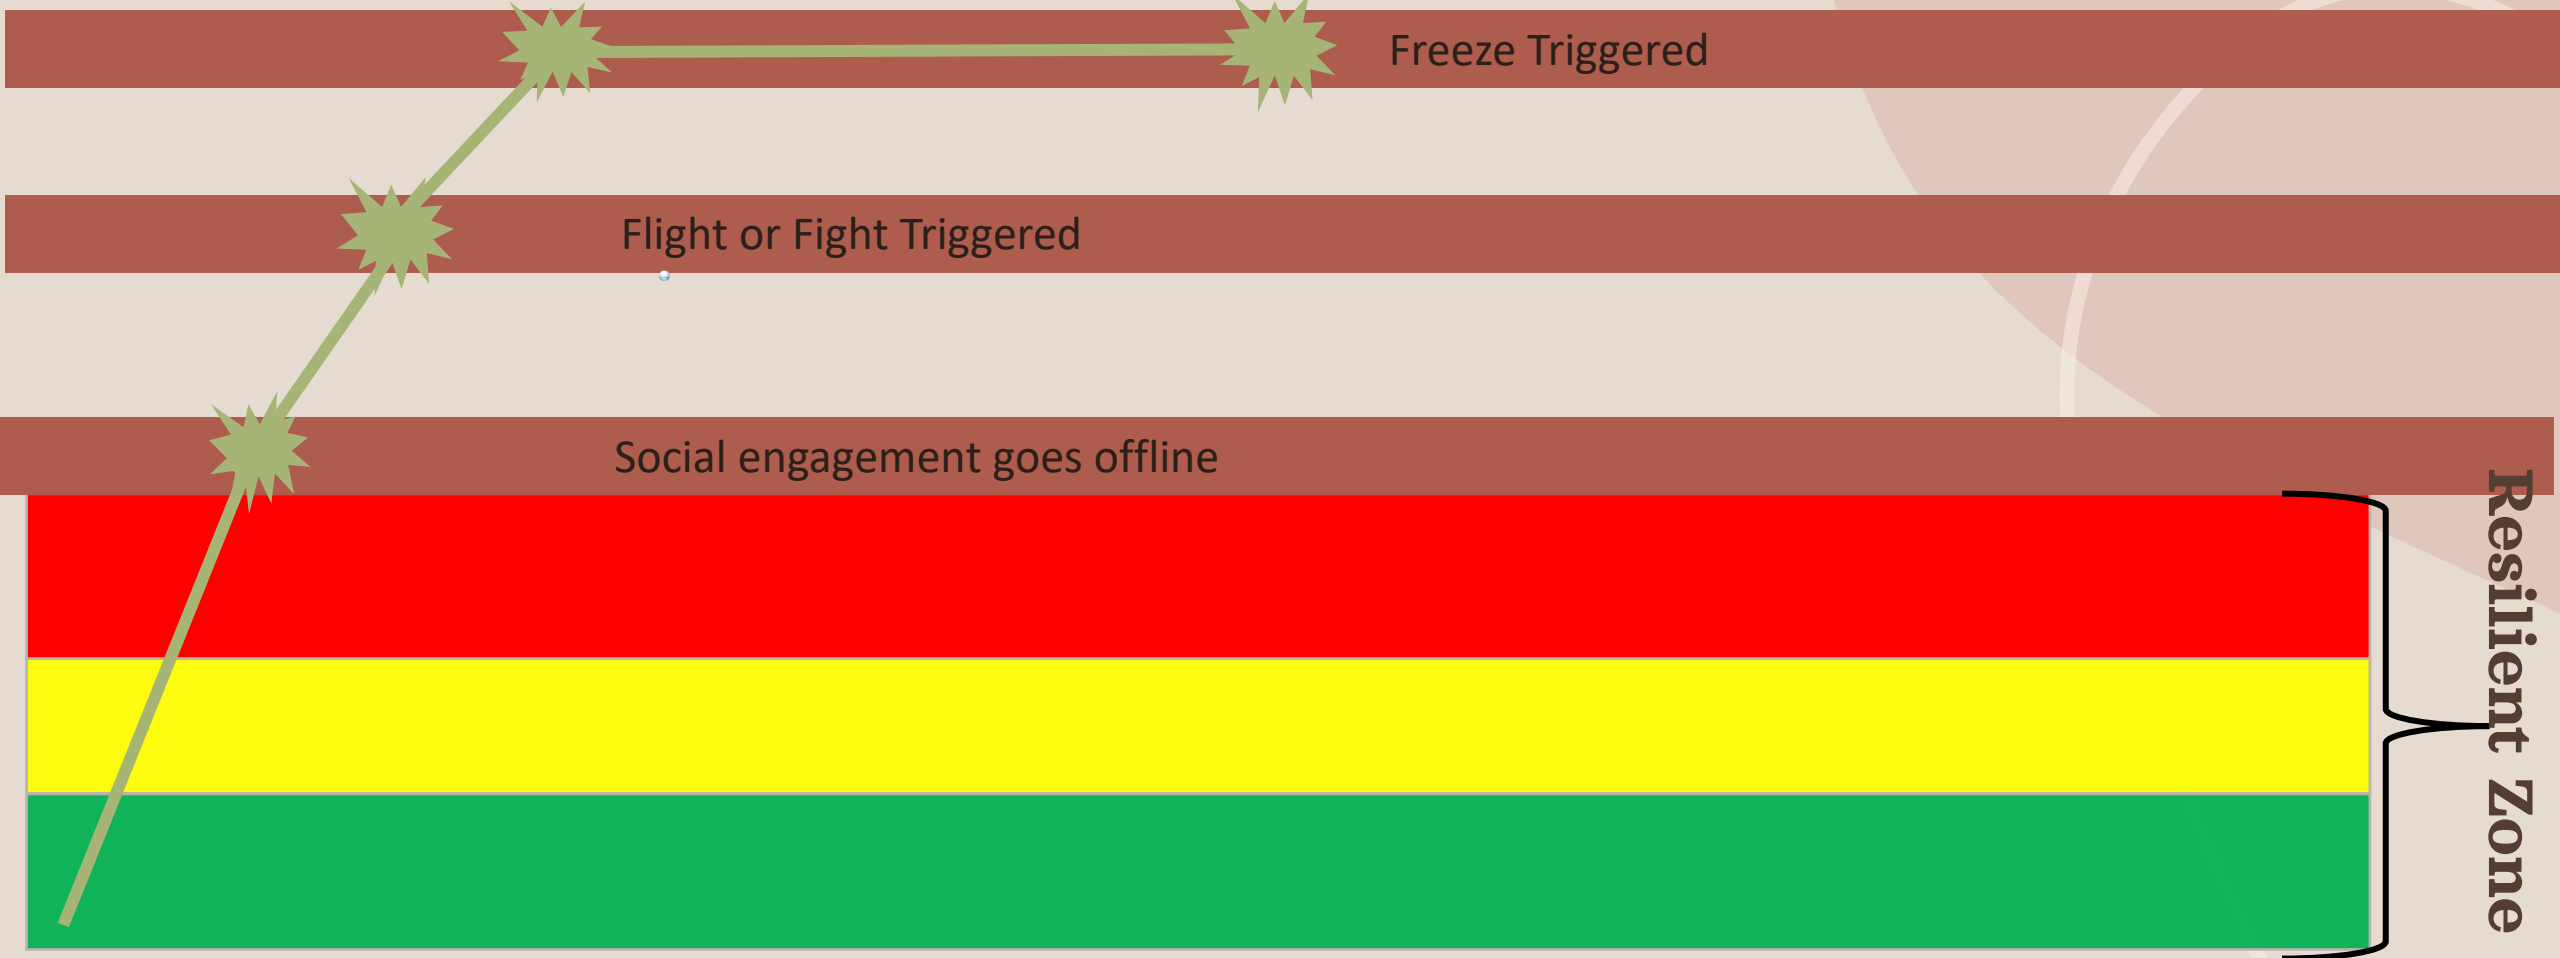 Freeze Triggered
Flight or Fight Triggered
Social engagement goes offline
Resilient Zone